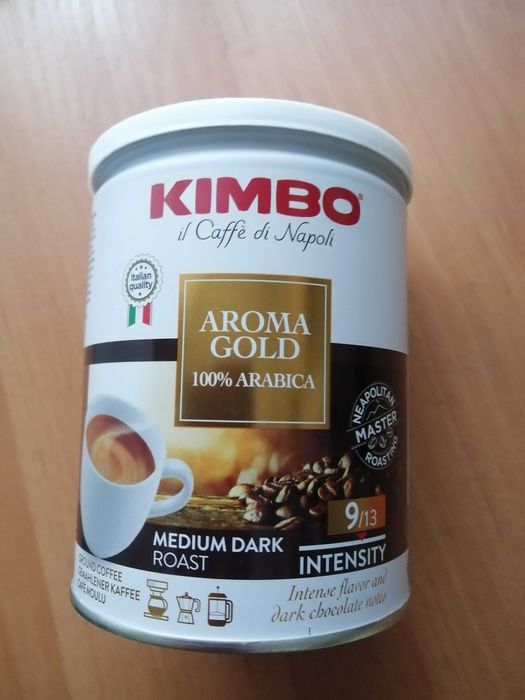 KIMBO®
il Caffè di Napoli
Italian
quality
AROMA
GOLD
100% ARABICA
NEAPOLITAN
MASTER
ROASTING
9/13
INTENSITY
MEDIUM DARK
ROAST
GROUND COFFEE
GEMAHLENER KAFFEE
CAFÉ MOULU
Intense flavor and
dark chocolate notes
1